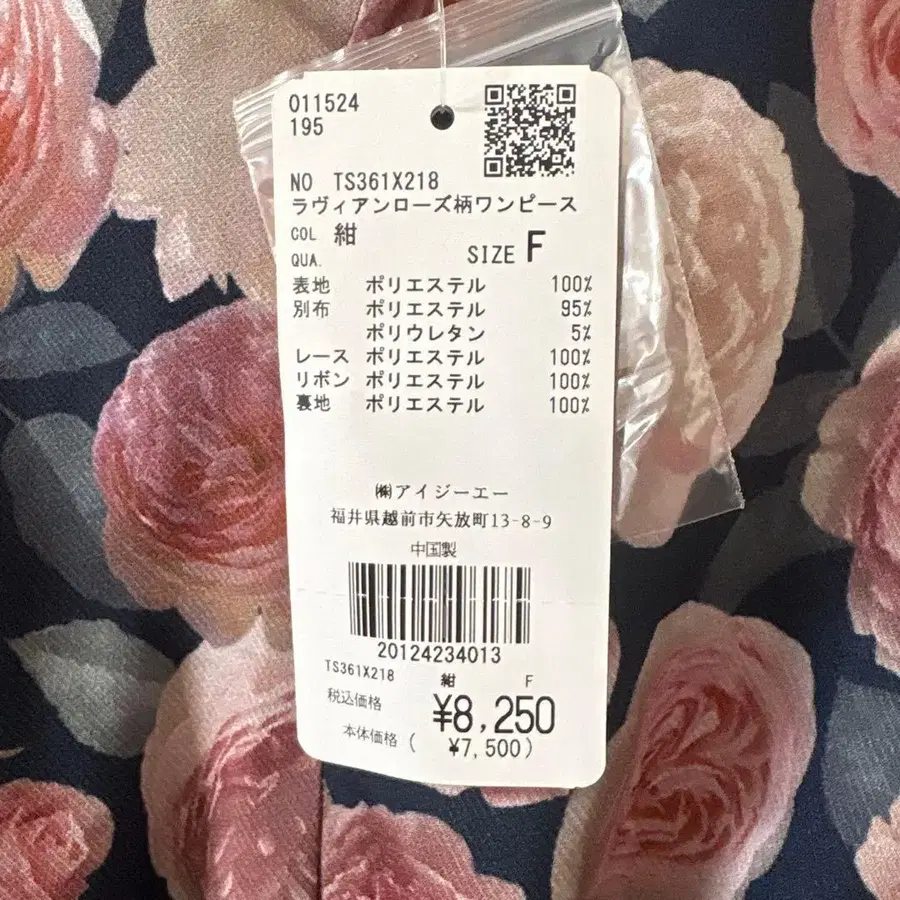 011524
195
NO TS361X218
ラヴィアンローズ柄ワンピース
COL 紺
QUA. SIZE F
表地 ポリエステル 100%
別布 ポリエステル 95%
ポリウレタン 5%
レース ポリエステル 100%
リボン ポリエステル 100%
裏地 ポリエステル 100%
㈱アイジーエー
福井県越前市矢放町13-8-9
中国製
20124234013
TS361X218 紺 F
税込価格 ¥8,250
本体価格 ( ¥7,500)